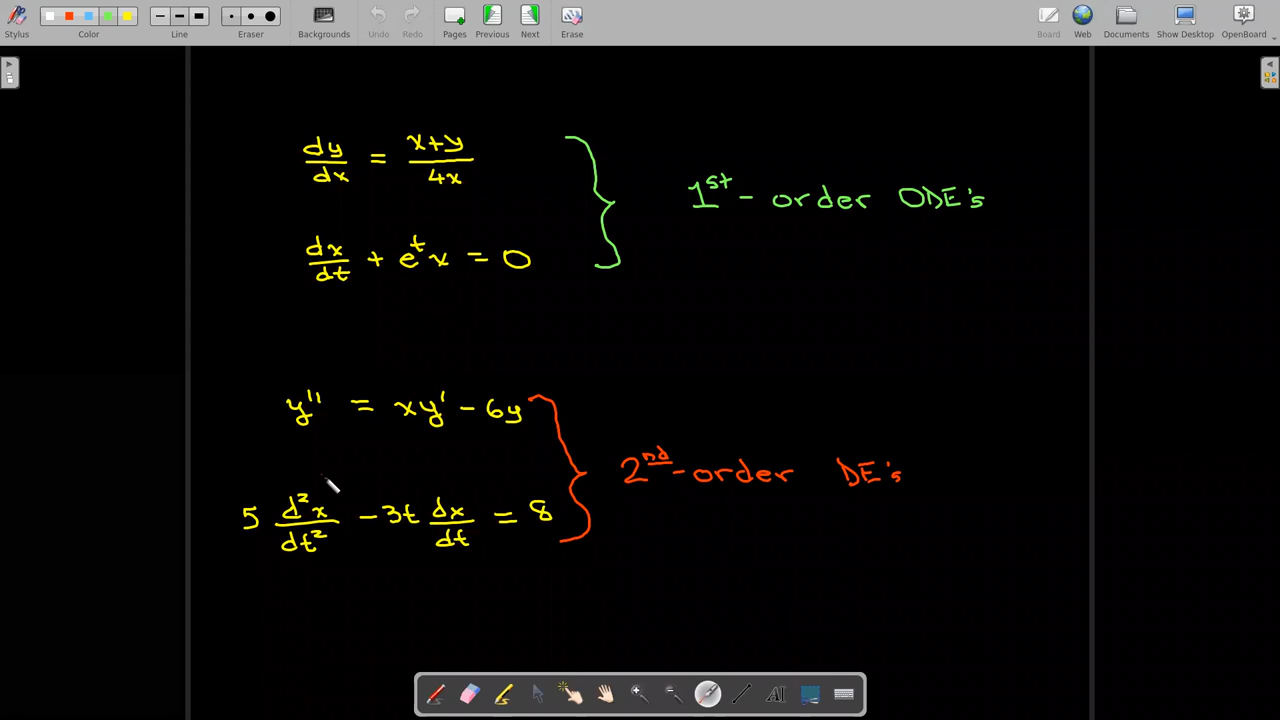 Stylus
Color
Line
Eraser
Backgrounds
Undo
Redo
Pages
Previous
Next
Erase
Board
Web
Documents
Show Desktop
OpenBoard
dy/dx = (x+y)/4x
1st - order ODE's
dx/dt + e^t x = 0
y'' = xy' - 6y
2nd - order DE's
5 d²x/dt² - 3t dx/dt = 8
AI